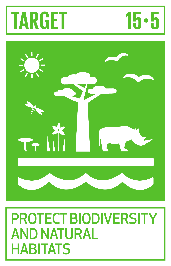 TARGET 15·5
PROTECT BIODIVERSITY
AND NATURAL
HABITATS